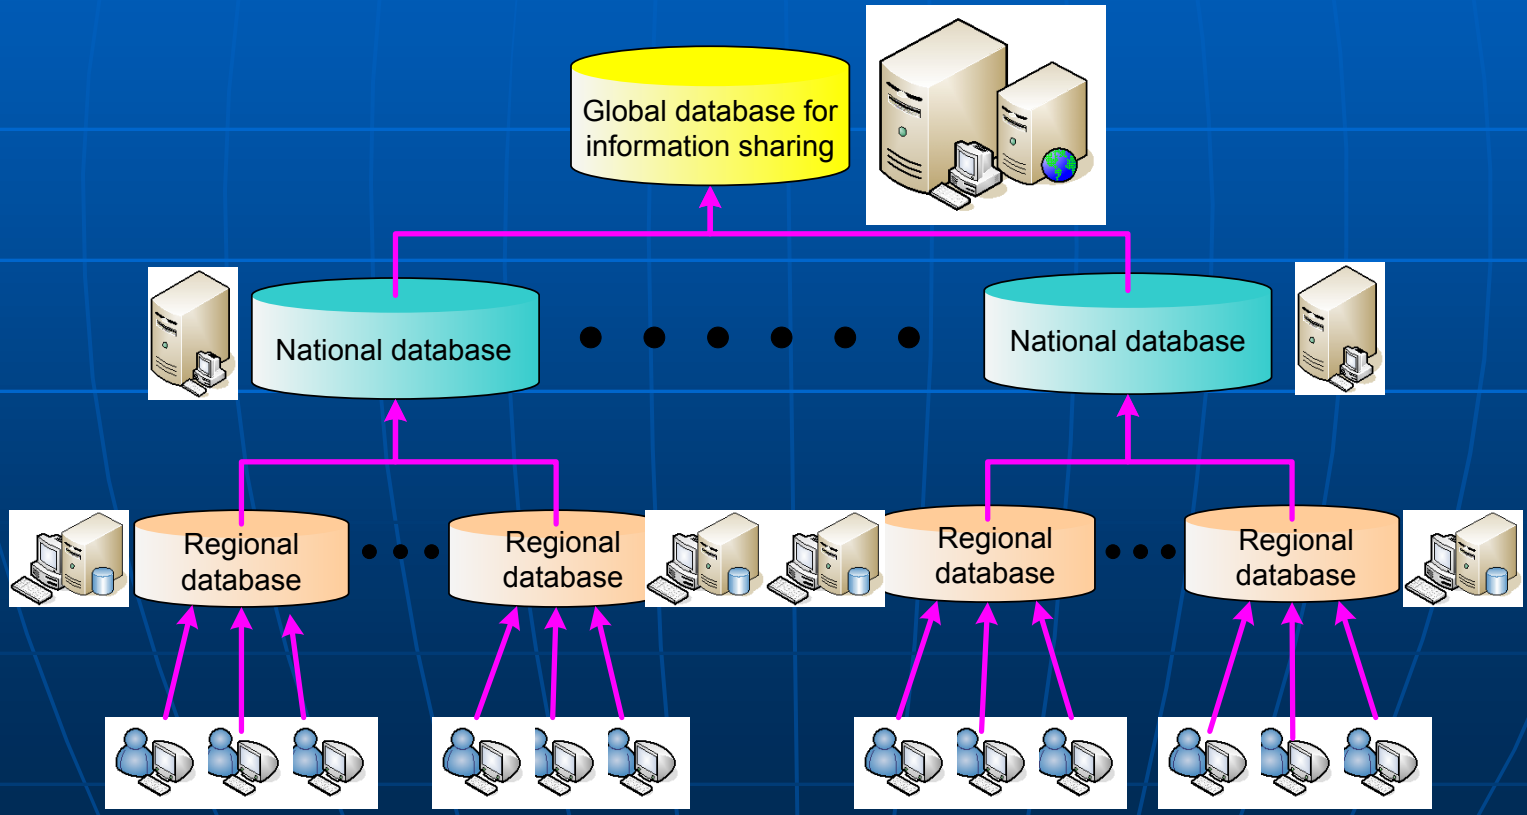 Global database for
information sharing
National database
National database
Regional
database
Regional
database
Regional
database
Regional
database